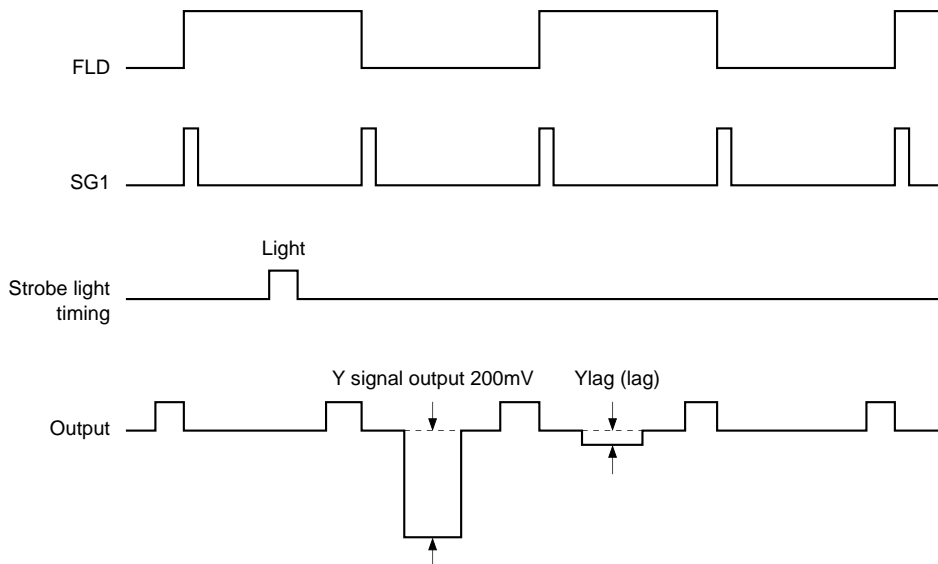 FLD
SG1
Light
Strobe light
timing
Y signal output 200mV
Ylag (lag)
Output